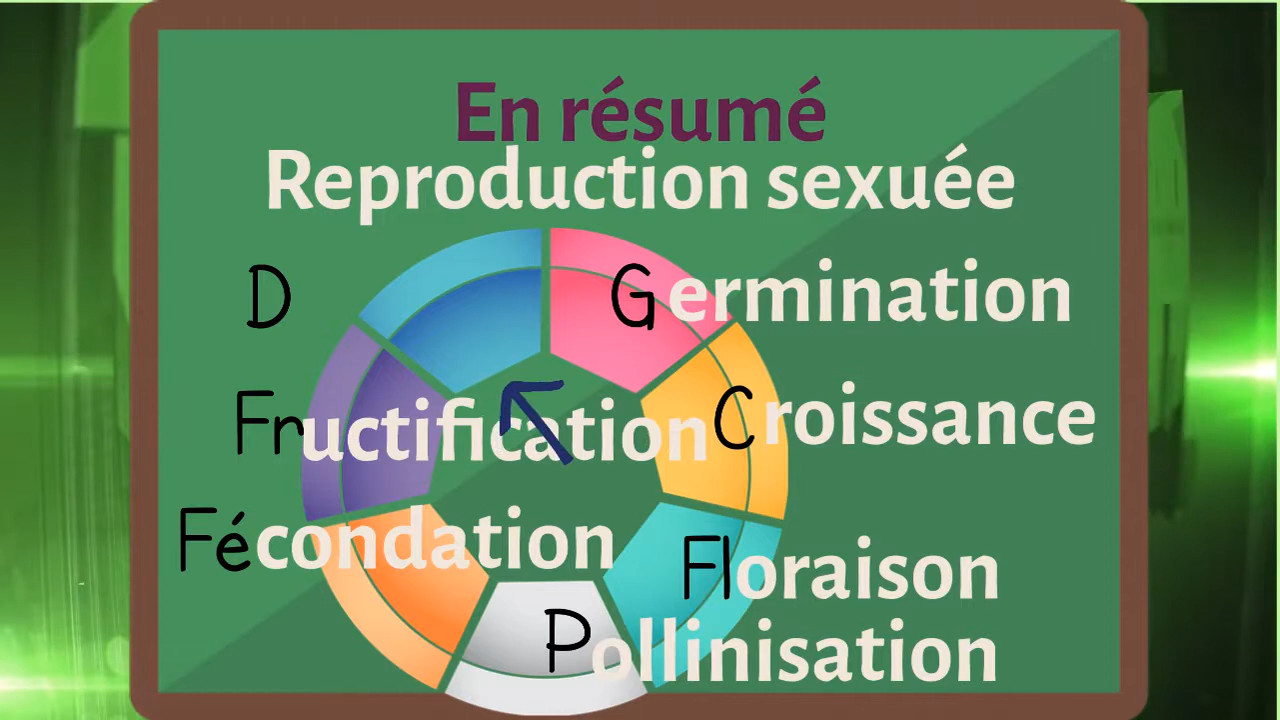 En résumé
Reproduction sexuée
D
Germination
Fructification
Croissance
Fécondation
Floraison
Pollinisation